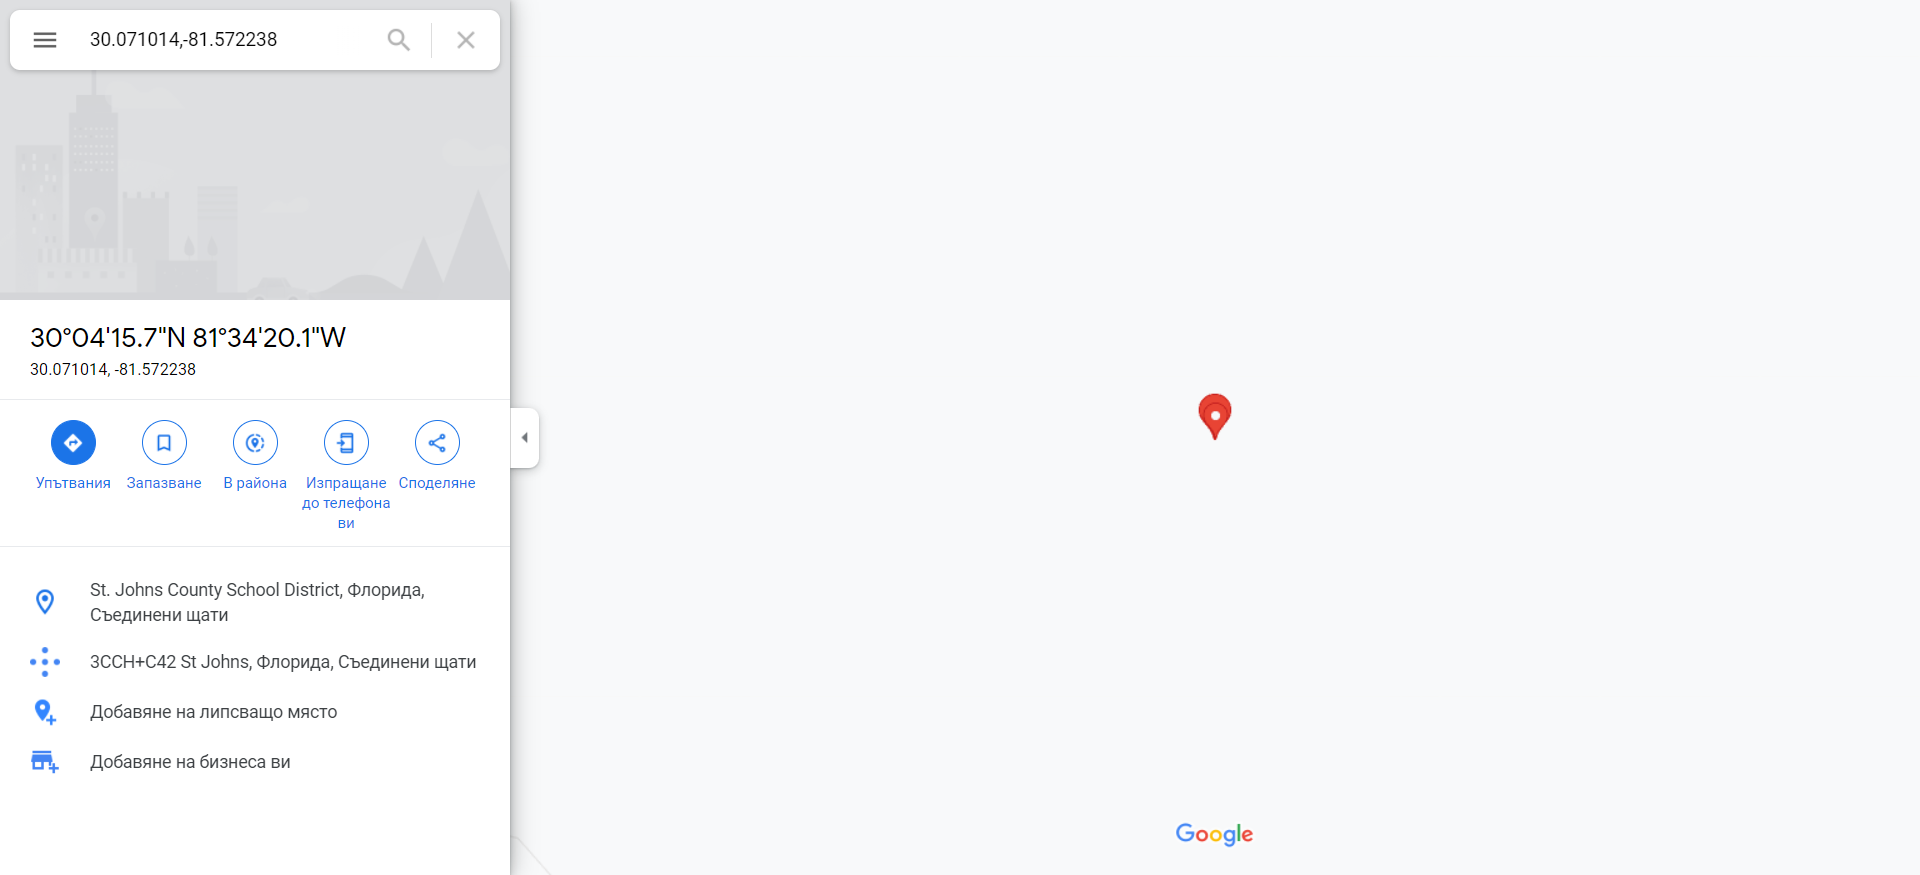 30.071014,-81.572238
30°04'15.7"N 81°34'20.1"W
30.071014, -81.572238
Упътвания
Запазване
В района
Изпращане
до телефона
ви
Споделяне
St. Johns County School District, Флорида,
Съединени щати
3CCH+C42 St Johns, Флорида, Съединени щати
Добавяне на липсващо място
Добавяне на бизнеса ви
Google